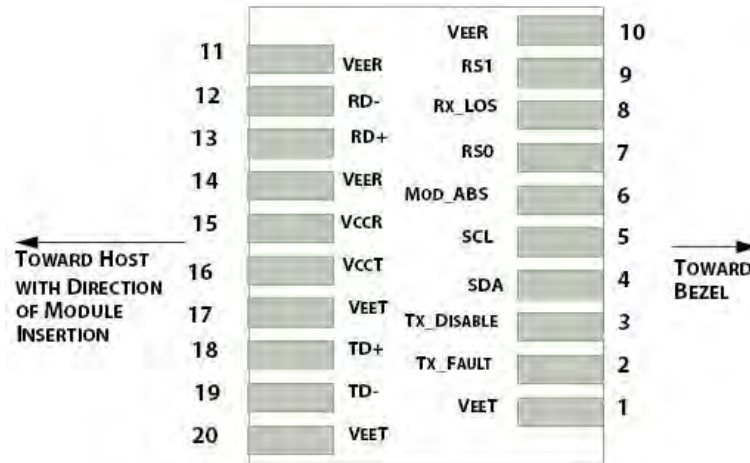 11 VEER
12 RD-
13 RD+
14 VEER
15 VCCR
16 VCCT
17 VEET
18 TD+
19 TD-
20 VEET
VEER 10
RS1 9
RX_LOS 8
RS0 7
MOD_ABS 6
SCL 5
SDA 4
TX_DISABLE 3
TX_FAULT 2
VEET 1
TOWARD HOST
WITH DIRECTION
OF MODULE
INSERTION
TOWARD
BEZEL